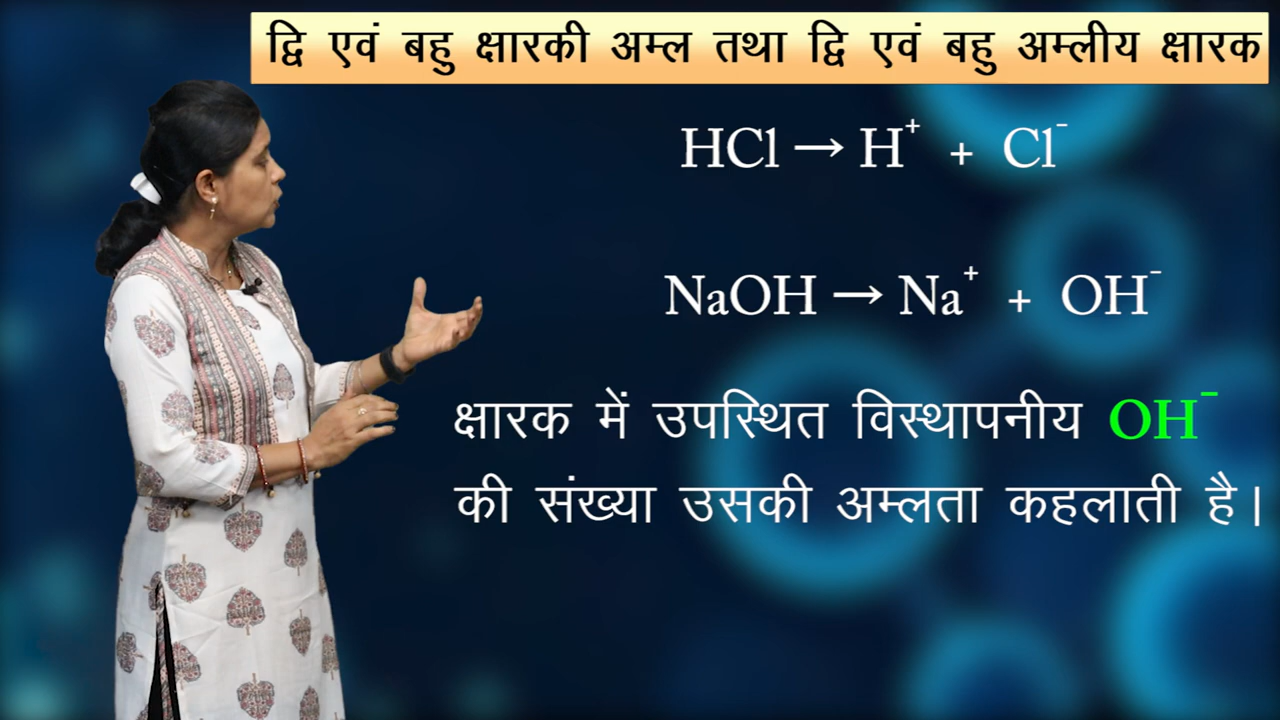 द्वि एवं बहु क्षारकी अम्ल तथा द्वि एवं बहु अम्लीय क्षारक
HCl → H⁺ + Cl⁻
NaOH → Na⁺ + OH⁻
क्षारक में उपस्थित विस्थापनीय OH⁻
की संख्या उसकी अम्लता कहलाती है।